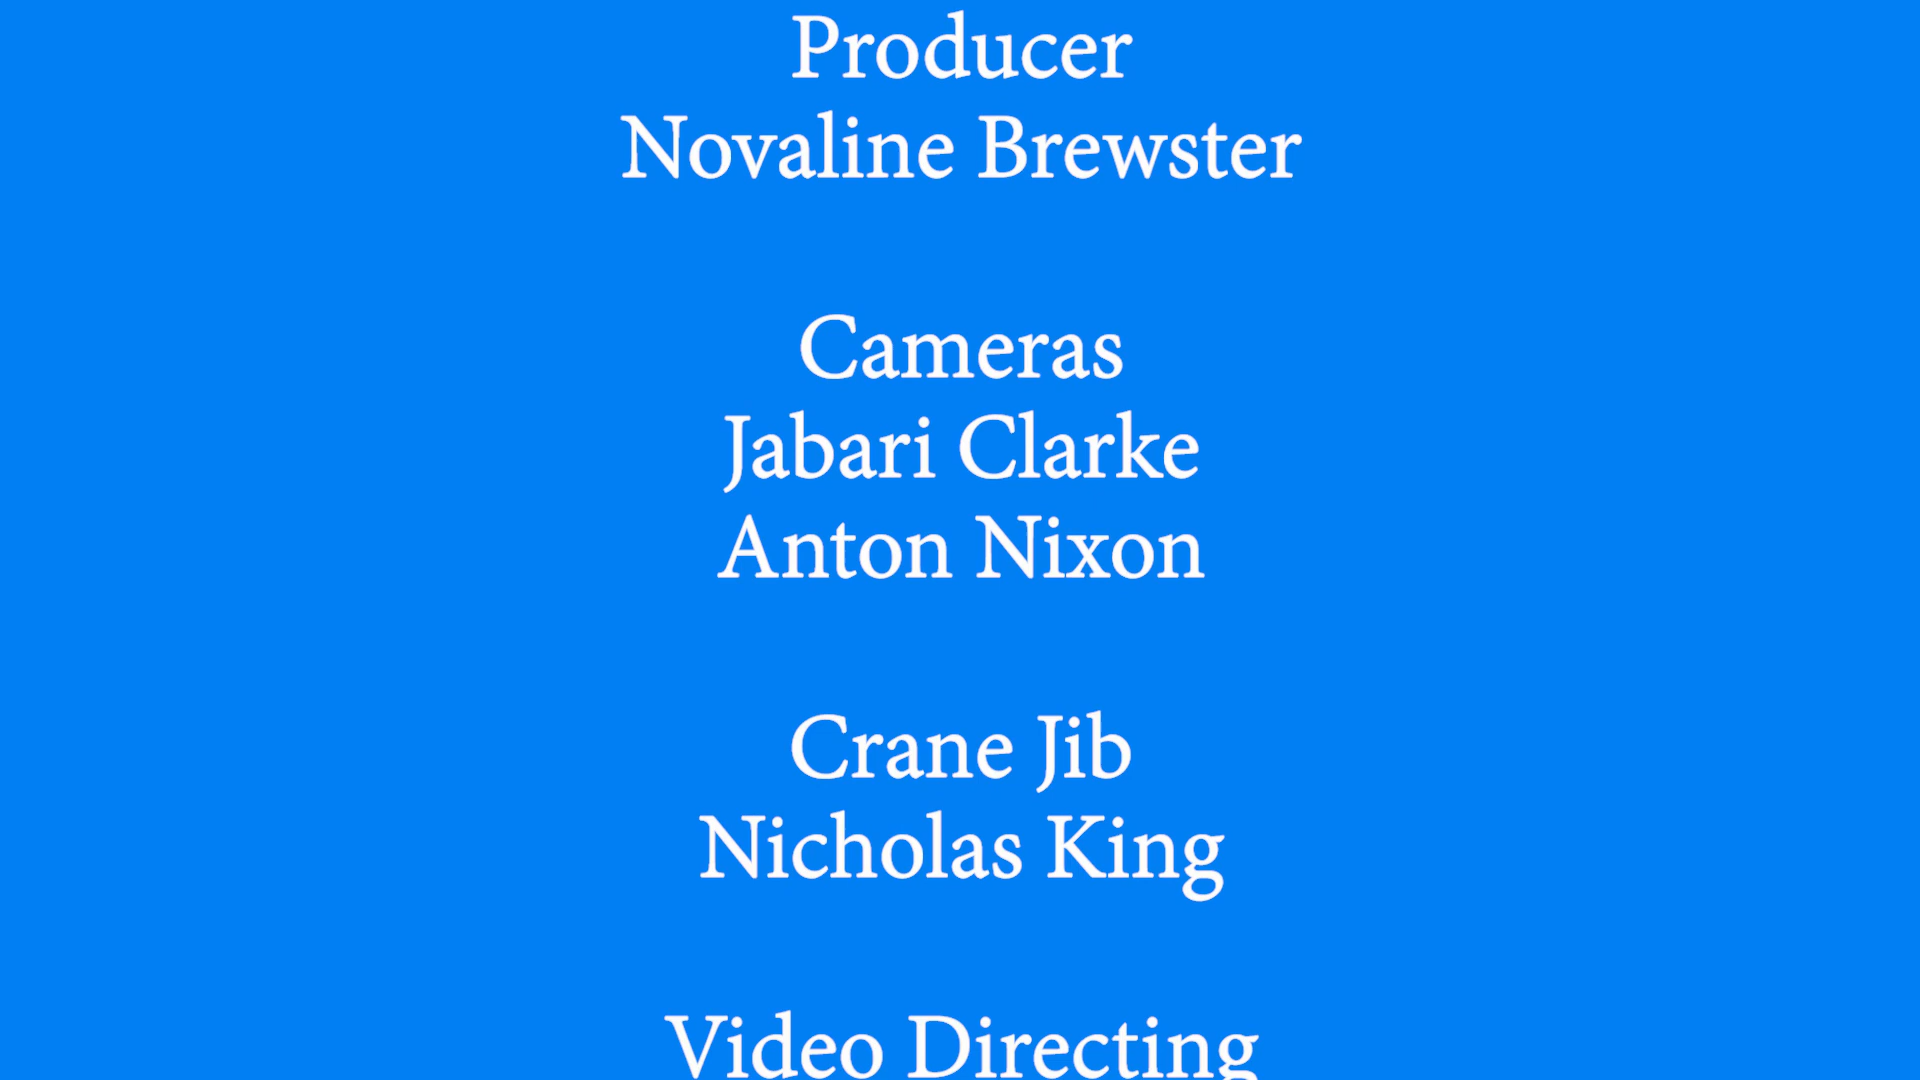 Producer
Novaline Brewster
Cameras
Jabari Clarke
Anton Nixon
Crane Jib
Nicholas King
Video Directing